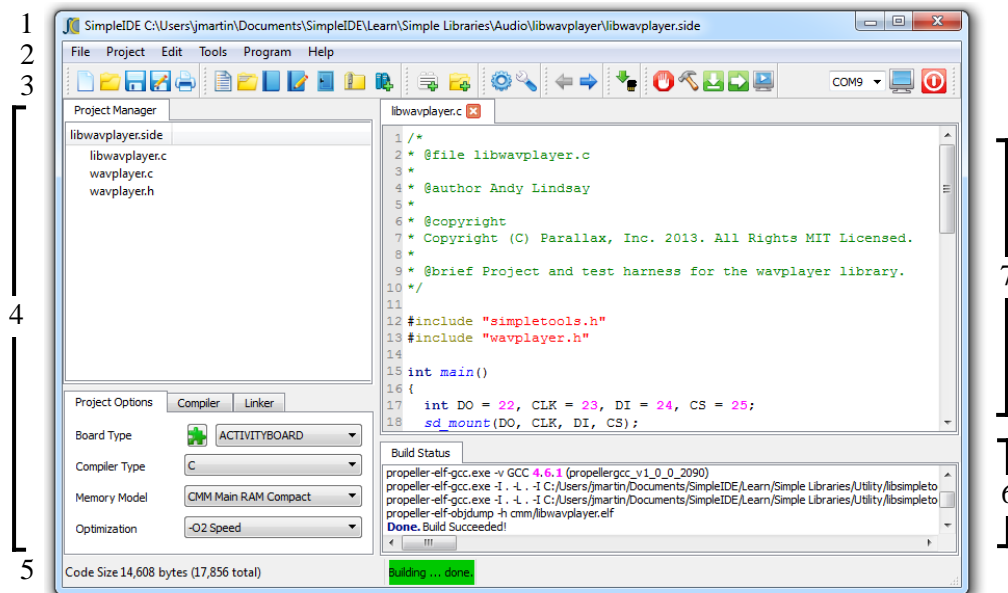 1
SimpleIDE C:\Users\jmartin\Documents\SimpleIDE\Learn\Simple Libraries\Audio\libwavplayer\libwavplayer.side
2
File Project Edit Tools Program Help
3
COM9
Project Manager
libwavplayer.side
libwavplayer.c
wavplayer.c
wavplayer.h
4
Project Options Compiler Linker
Board Type ACTIVITYBOARD
Compiler Type C
Memory Model CMM Main RAM Compact
Optimization -O2 Speed
libwavplayer.c
1 /*
2 * @file libwavplayer.c
3 *
4 * @author Andy Lindsay
5 *
6 * @copyright
7 * Copyright (C) Parallax, Inc. 2013. All Rights MIT Licensed.
8 *
9 * @brief Project and test harness for the wavplayer library.
10 */
11
12 #include "simpletools.h"
13 #include "wavplayer.h"
14
15 int main()
16 {
17 int DO = 22, CLK = 23, DI = 24, CS = 25;
18 sd_mount(DO, CLK, DI, CS);
7
Build Status
propeller-elf-gcc.exe -v GCC 4.6.1 (propellergcc_v1_0_0_2090)
propeller-elf-gcc.exe -I . -L . -I C:/Users/jmartin/Documents/SimpleIDE/Learn/Simple Libraries/Utility/libsimpleto
propeller-elf-gcc.exe -I . -L . -I C:/Users/jmartin/Documents/SimpleIDE/Learn/Simple Libraries/Utility/libsimpleto
propeller-elf-objdump -h cmm/libwavplayer.elf
Done. Build Succeeded!
6
5
Code Size 14,608 bytes (17,856 total)
Building ... done.